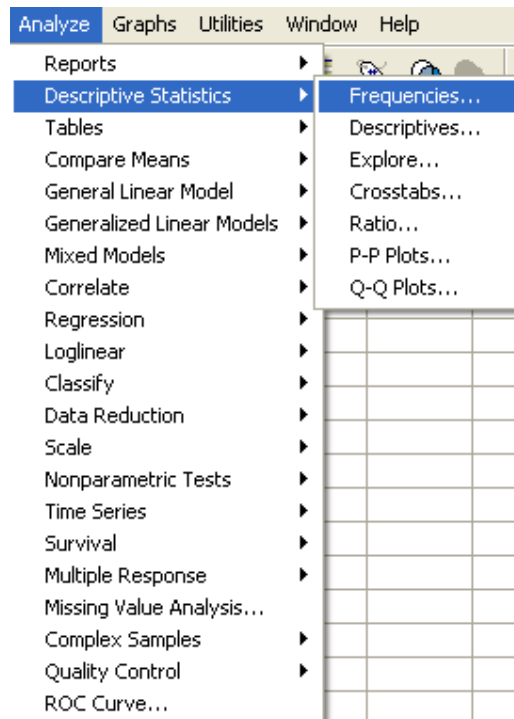 Analyze Graphs Utilities Window Help
Reports
Descriptive Statistics
Tables
Compare Means
General Linear Model
Generalized Linear Models
Mixed Models
Correlate
Regression
Loglinear
Classify
Data Reduction
Scale
Nonparametric Tests
Time Series
Survival
Multiple Response
Missing Value Analysis...
Complex Samples
Quality Control
ROC Curve...
Frequencies...
Descriptives...
Explore...
Crosstabs...
Ratio...
P-P Plots...
Q-Q Plots...